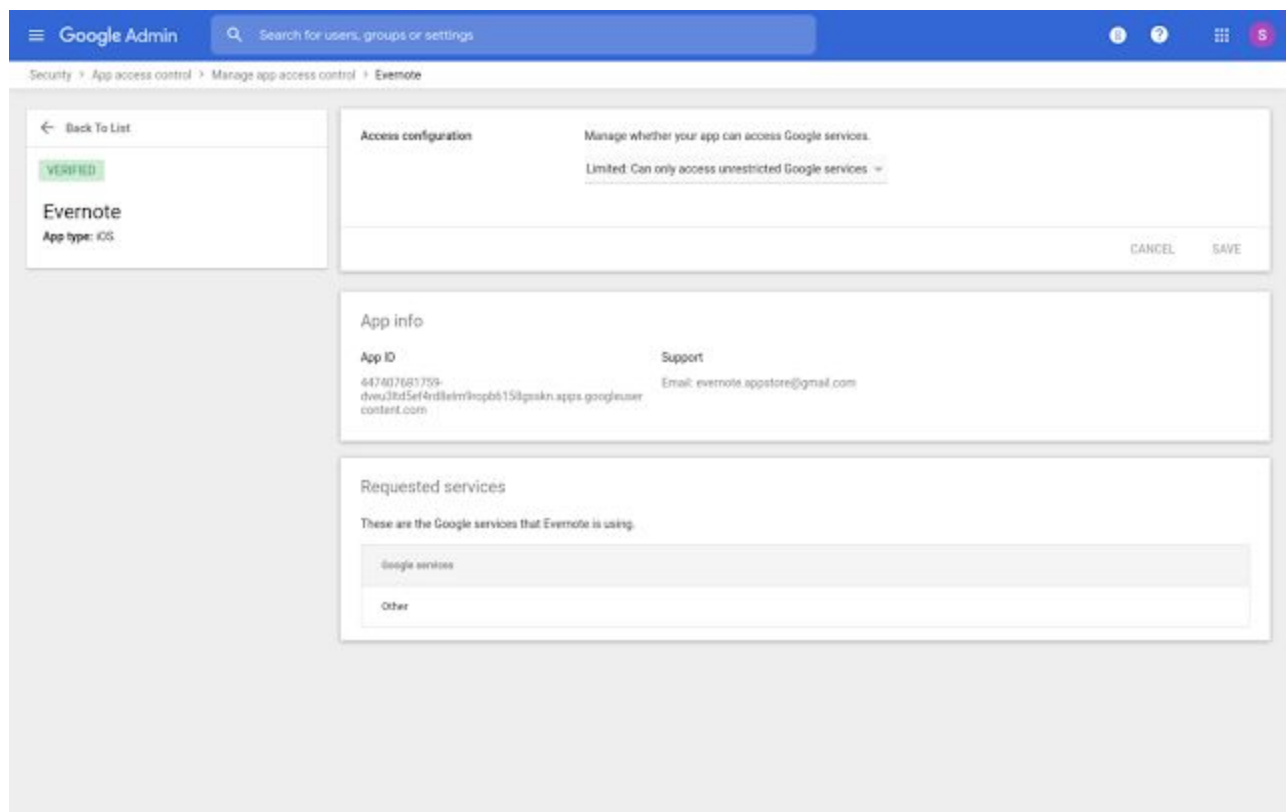 Google Admin
Search for users, groups or settings
S
Security > App access control > Manage app access control > Evernote
Back To List
VERIFIED
Evernote
App type: iOS
Access configuration
Manage whether your app can access Google services.
Limited: Can only access unrestricted Google services
CANCEL SAVE
App info
App ID
447407681759-
content.com
Support
Email: evernote.appstore@gmail.com
Requested services
These are the Google services that Evernote is using.
Google services
Other